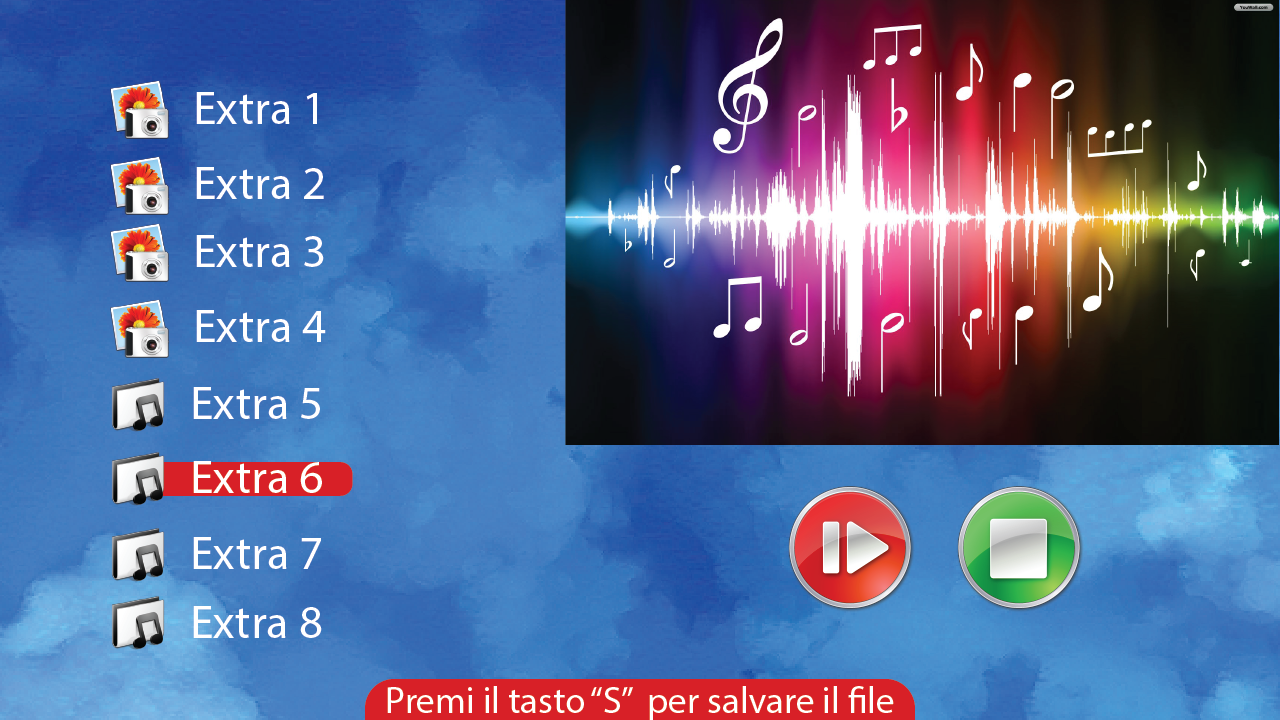 Extra 1
Extra 2
Extra 3
Extra 4
Extra 5
Extra 6
Extra 7
Extra 8
Premi il tasto “S” per salvare il file